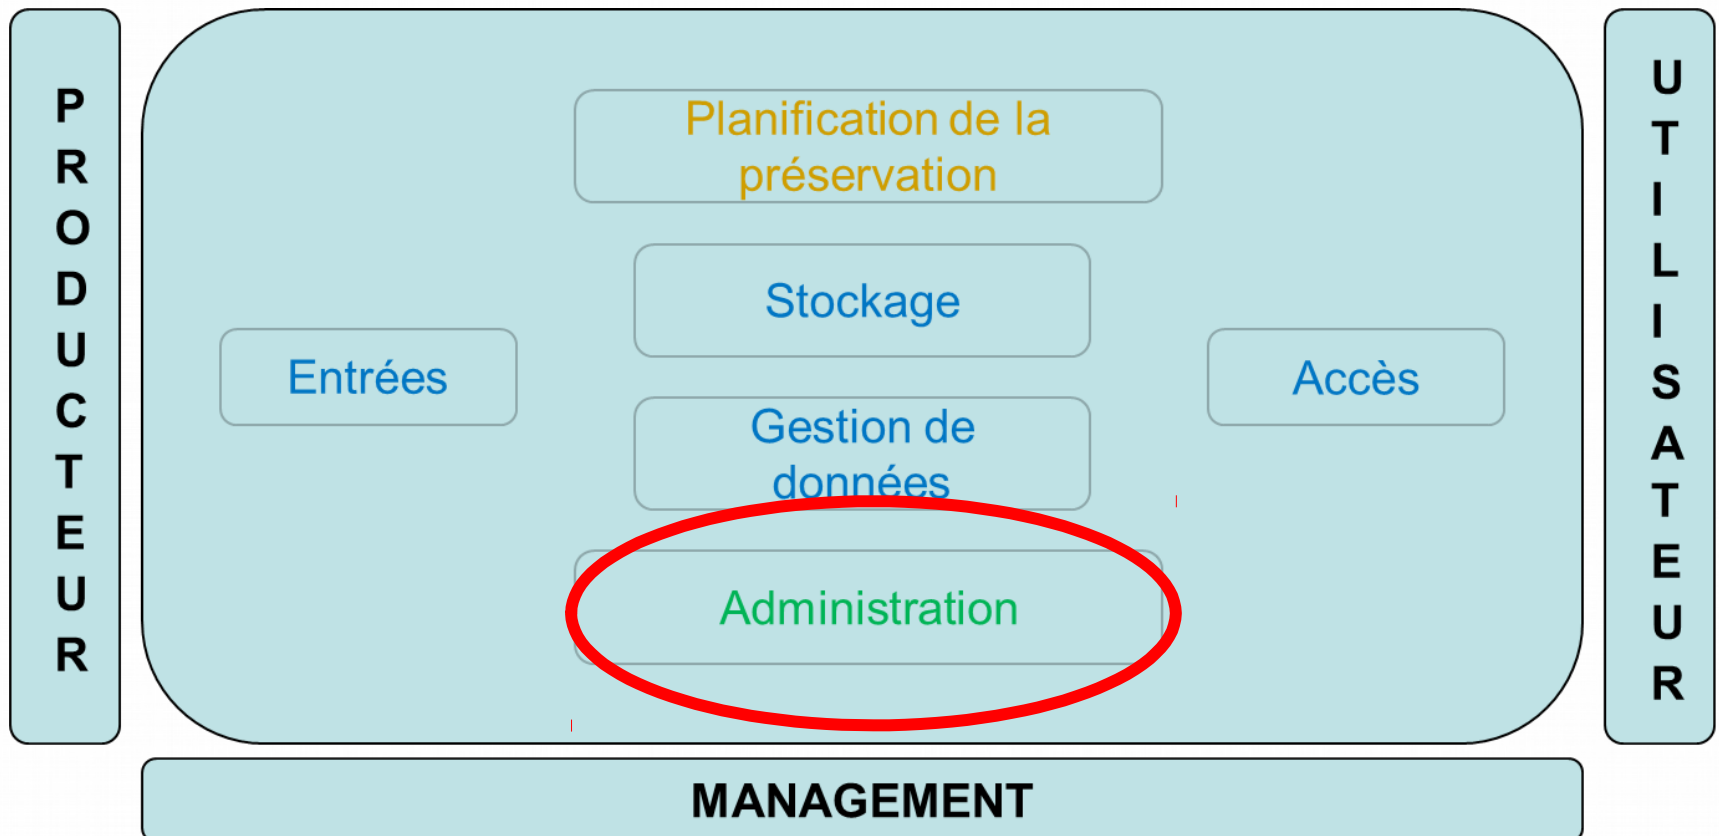 PRODUCTEUR
Planification de la
préservation
Stockage
Entrées
Accès
Gestion de
données
Administration
UTILISATEUR
MANAGEMENT